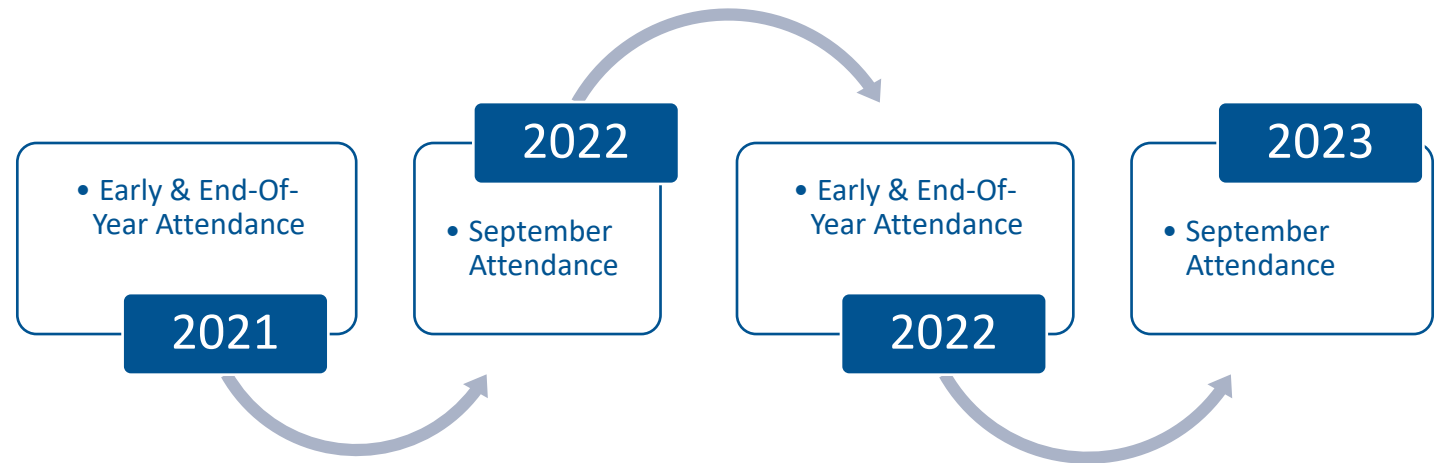 • Early & End-Of-
Year Attendance
2021
2022
• September
Attendance
• Early & End-Of-
Year Attendance
2022
2023
• September
Attendance